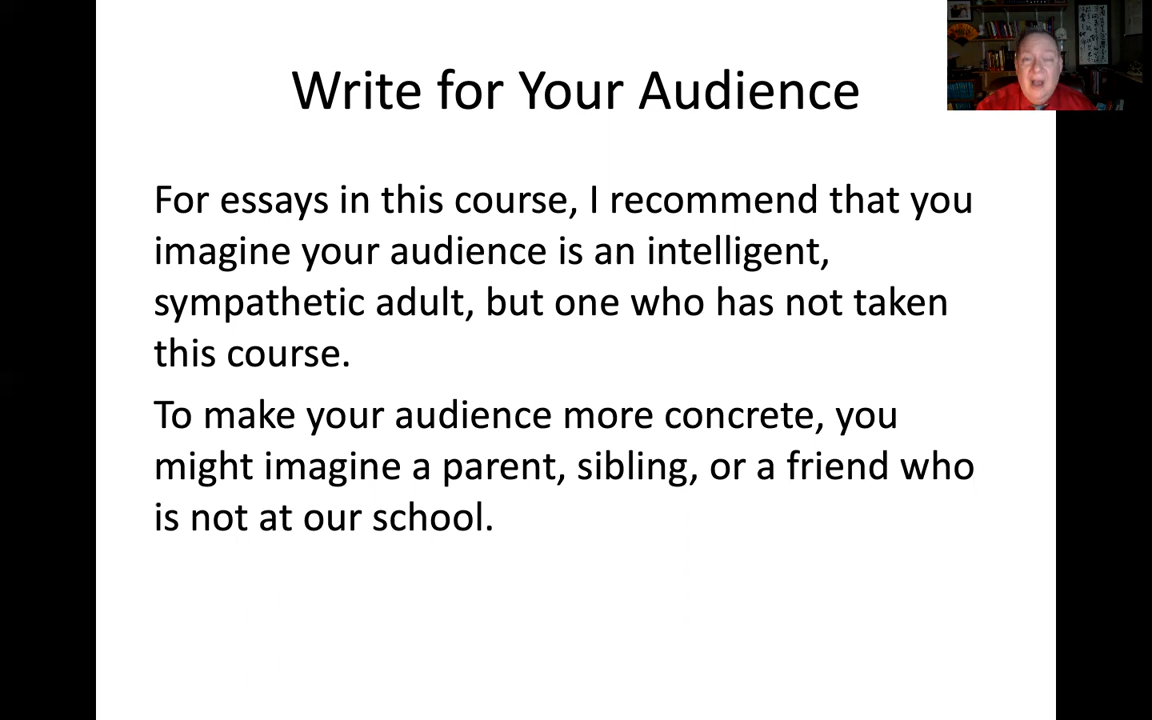 Write for Your Audience
For essays in this course, I recommend that you
imagine your audience is an intelligent,
sympathetic adult, but one who has not taken
this course.
To make your audience more concrete, you
might imagine a parent, sibling, or a friend who
is not at our school.